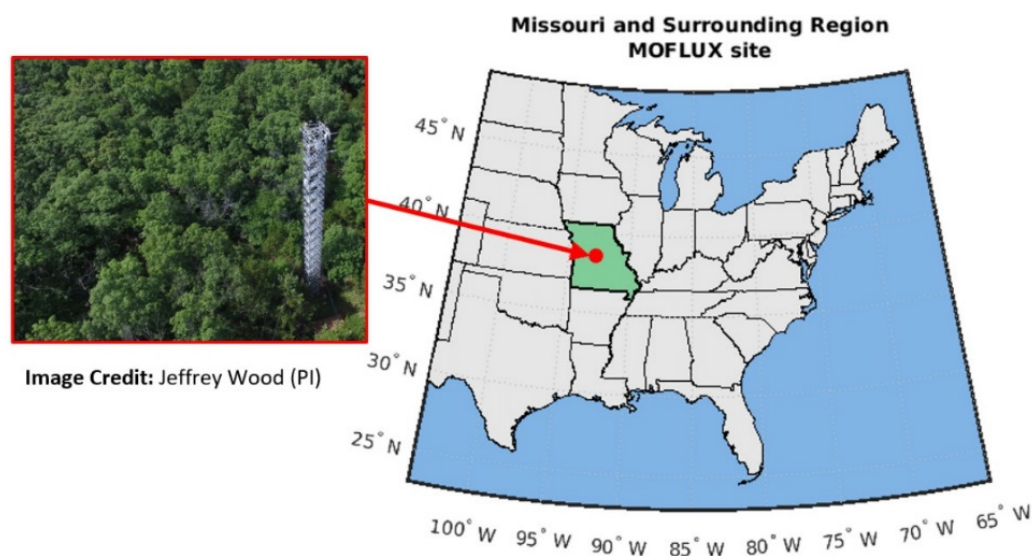 Missouri and Surrounding Region
MOFLUX site
45° N
40° N
35° N
30° N
25° N
Image Credit: Jeffrey Wood (PI)
100° W
95° W
90° W
85° W
80° W
75° W
70° W
65° W